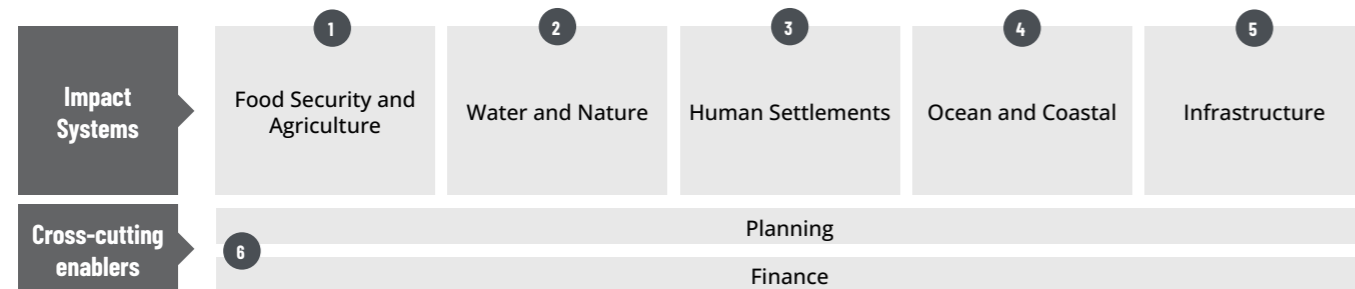 1
2
3
4
5
Impact
Systems
Food Security and
Agriculture
Water and Nature
Human Settlements
Ocean and Coastal
Infrastructure
Cross-cutting
enablers
6
Planning
Finance